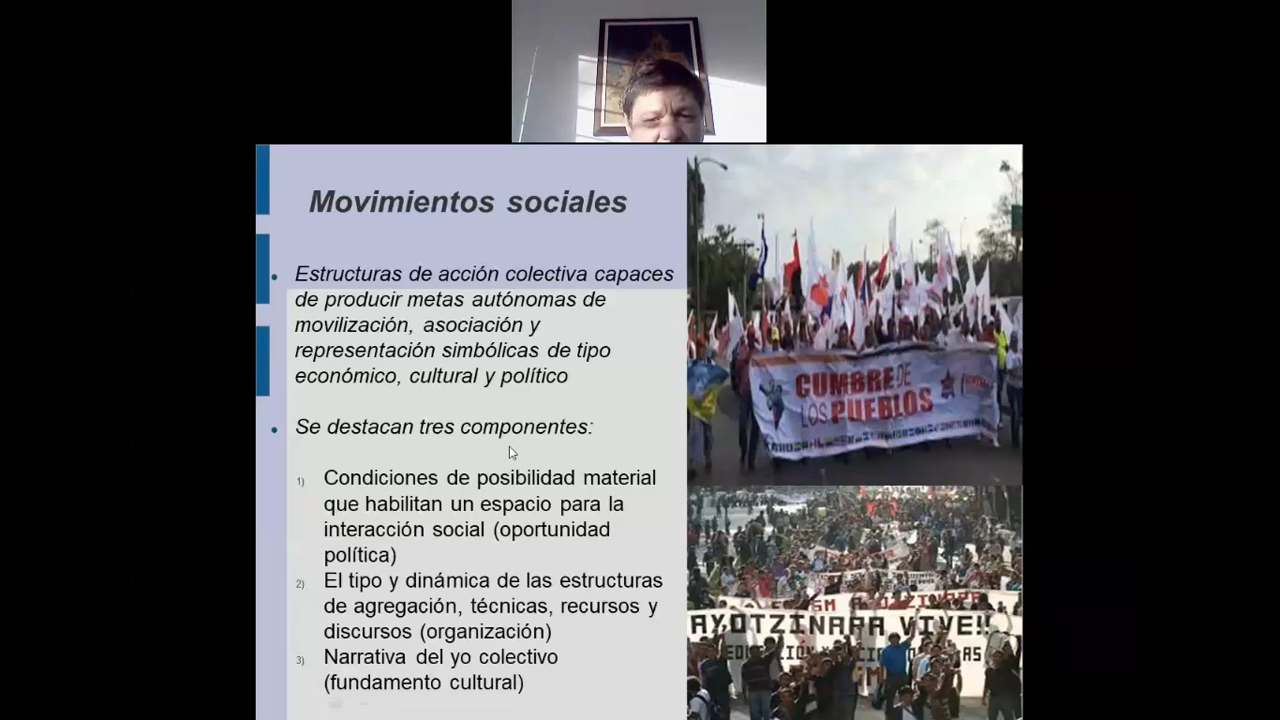 Movimientos sociales
Estructuras de acción colectiva capaces
de producir metas autónomas de
movilización, asociación y
representación simbólicas de tipo
económico, cultural y político
Se destacan tres componentes:
1) Condiciones de posibilidad material
que habilitan un espacio para la
interacción social (oportunidad
política)
2) El tipo y dinámica de las estructuras
de agregación, técnicas, recursos y
discursos (organización)
3) Narrativa del yo colectivo
(fundamento cultural)
CUMBRE DE
LOS PUEBLOS
AYOTZINAPA VIVE!!